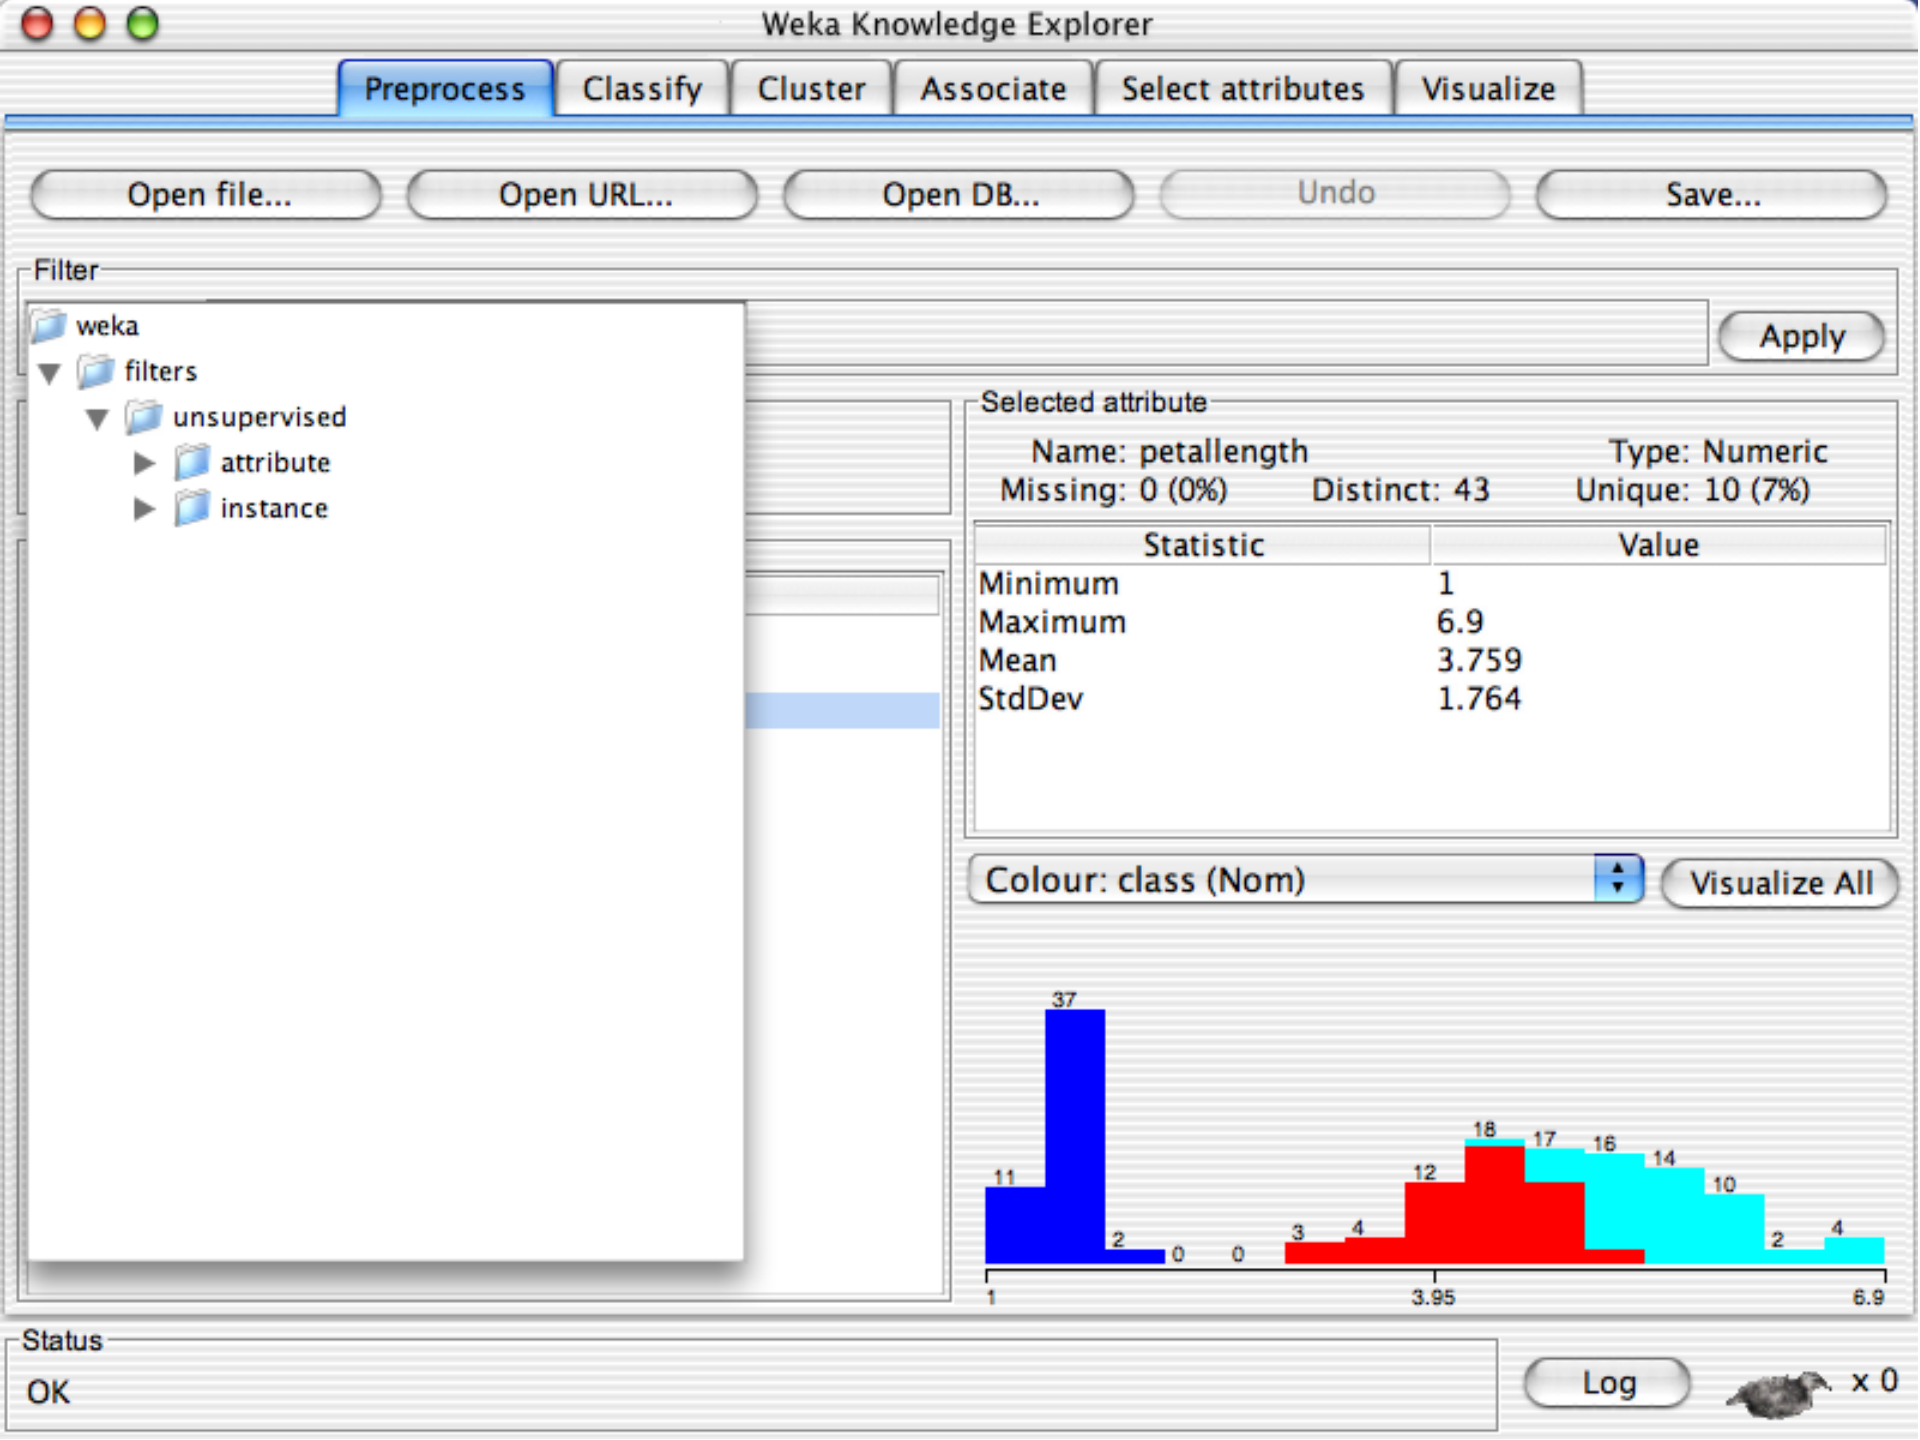 Weka Knowledge Explorer
Preprocess Classify Cluster Associate Select attributes Visualize
Open file... Open URL... Open DB... Undo Save...
Filter
weka
filters
unsupervised
attribute
instance
Apply
Selected attribute
Name: petallength Type: Numeric
Missing: 0 (0%) Distinct: 43 Unique: 10 (7%)
Statistic Value
Minimum 1
Maximum 6.9
Mean 3.759
StdDev 1.764
Colour: class (Nom) Visualize All
37
18 17 16 14
11 12 10
2 0 0 3 4 2 4
1 3.95 6.9
Status
OK
Log x 0